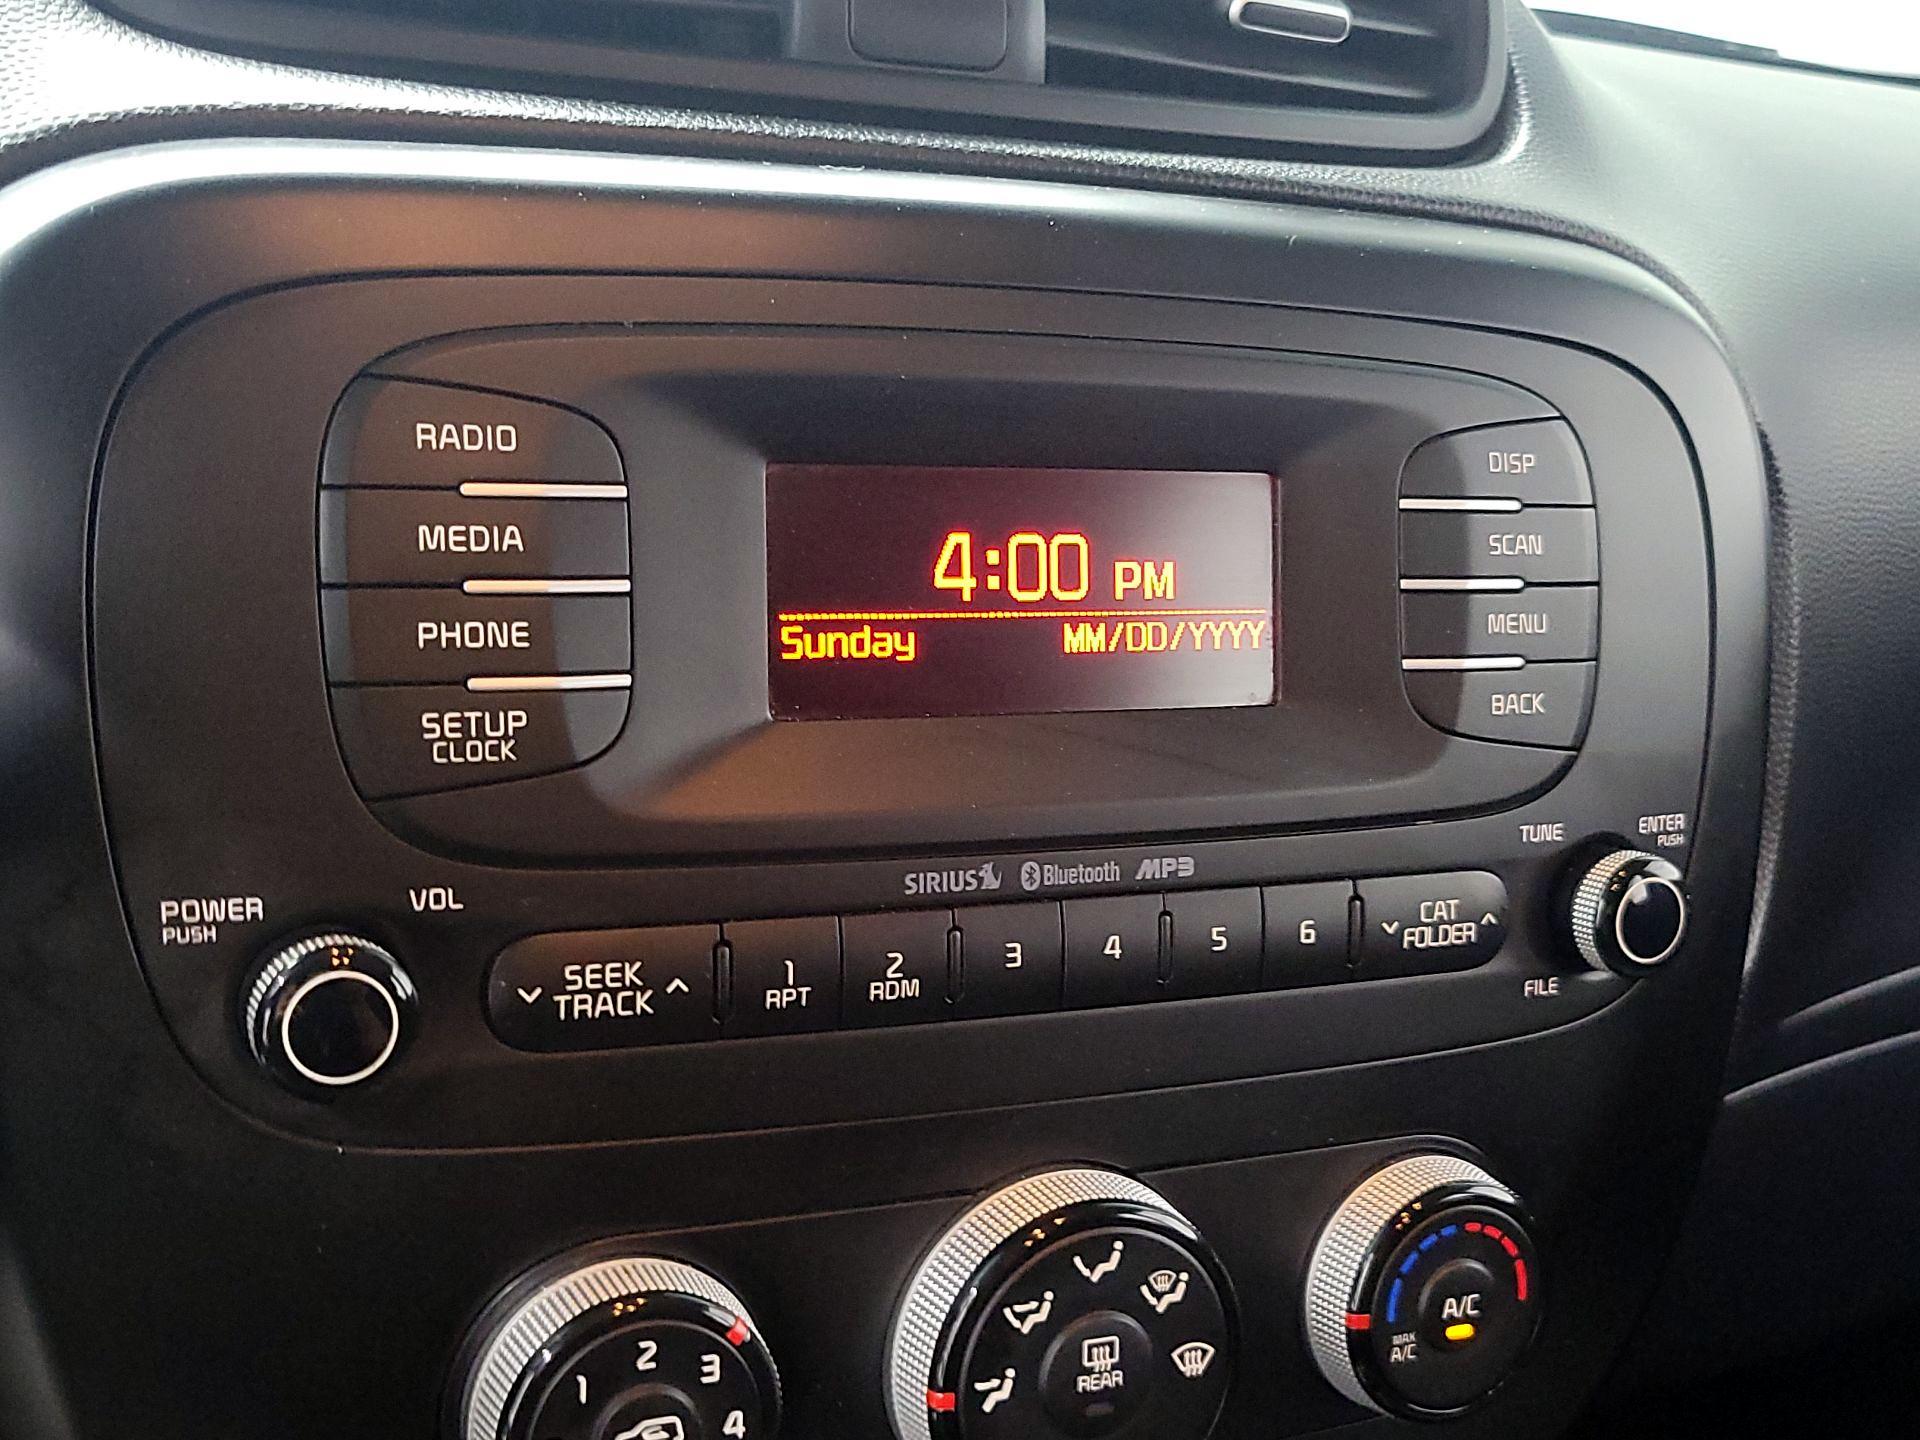 RADIO
MEDIA
PHONE
SETUP
CLOCK
4:00 PM
Sunday MM/DD/YYYY
DISP
SCAN
MENU
BACK
POWER
PUSH
VOL
SIRIUS Bluetooth MP3
SEEK
TRACK
1
RPT
2
RDM
3
4
5
6
CAT
FOLDER
TUNE
ENTER
PUSH
FILE
1
2
3
4
REAR
A/C
MAX
A/C